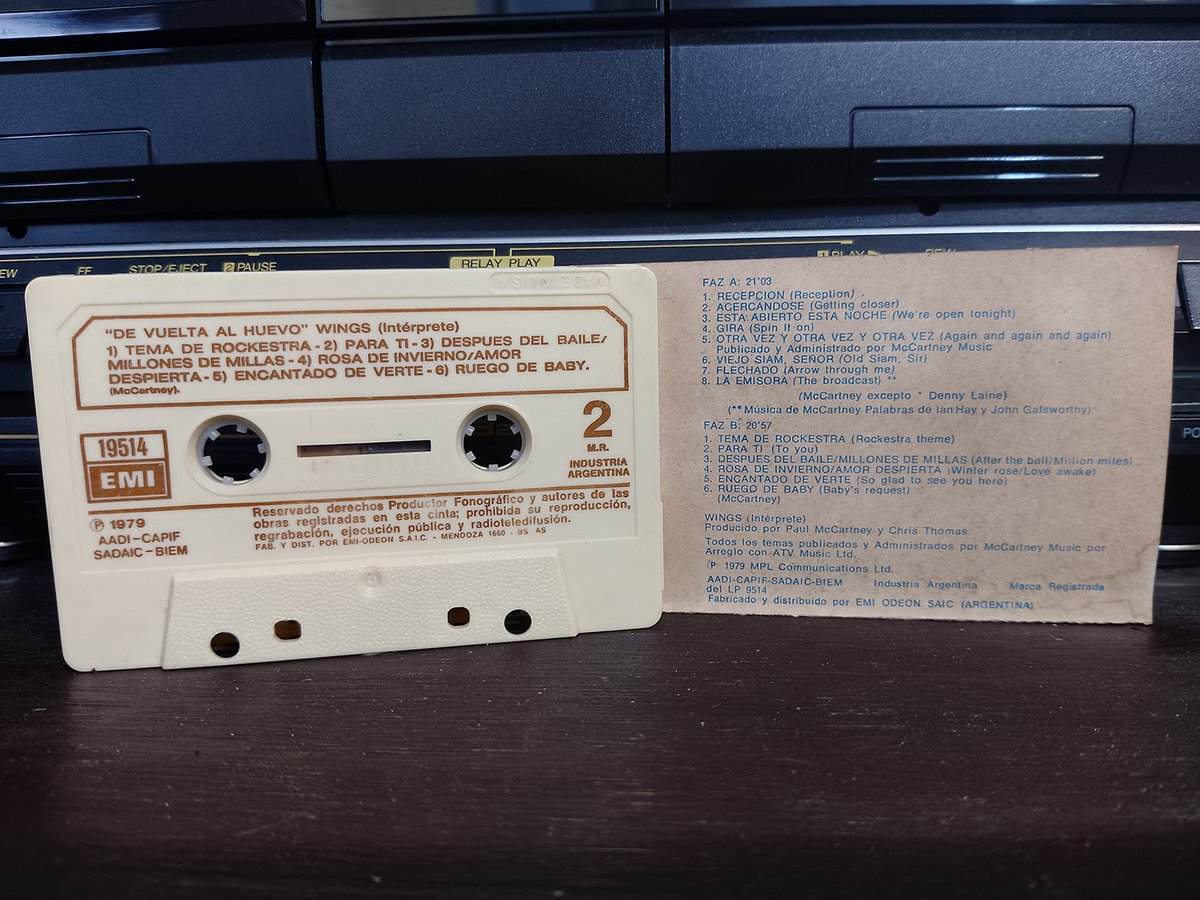 EW
FF
STOP/EJECT
2 PAUSE
RELAY PLAY
1 PLAY
REW
FF
PO
MADE IN U.S.A.
"DE VUELTA AL HUEVO" WINGS (Intérprete)
1) TEMA DE ROCKESTRA - 2) PARA TI - 3) DESPUES DEL BAILE/
MILLONES DE MILLAS - 4) ROSA DE INVIERNO/AMOR
DESPIERTA - 5) ENCANTADO DE VERTE - 6) RUEGO DE BABY.
(McCartney).
19514
EMI
2
M.R.
INDUSTRIA
ARGENTINA
℗ 1979
AADI - CAPIF
SADAIC - BIEM
Reservado derechos Productor Fonográfico y autores de las
obras registradas en esta cinta; prohibida su reproducción,
regrabación, ejecución pública y radioteledifusión.
FAB. Y DIST. POR EMI-ODEON S.A.I.C. - MENDOZA 1660 - BS AS
FAZ A: 21'03
1. RECEPCION (Reception)
2. ACERCANDOSE (Getting closer)
3. ESTA ABIERTO ESTA NOCHE (We're open tonight)
4. GIRA (Spin It on)
5. OTRA VEZ Y OTRA VEZ Y OTRA VEZ (Again and again and again)
Publicado y Administrado por McCartney Music
6. VIEJO SIAM, SEÑOR (Old Siam, Sir)
7. FLECHADO (Arrow through me)
8. LA EMISORA (The broadcast) **
(McCartney excepto * Denny Laine)
(** Música de McCartney Palabras de Ian Hay y John Galsworthy)
FAZ B: 20'57
1. TEMA DE ROCKESTRA (Rockestra theme)
2. PARA TI (To you)
3. DESPUES DEL BAILE/MILLONES DE MILLAS (After the ball/Million miles)
4. ROSA DE INVIERNO/AMOR DESPIERTA (Winter rose/Love awake)
5. ENCANTADO DE VERTE (So glad to see you here)
6. RUEGO DE BABY (Baby's request)
(McCartney)
WINGS (Intérprete)
Producido por Paul McCartney y Chris Thomas
Todos los temas publicados y Administrados por McCartney Music por
Arreglo con ATV Music Ltd.
℗ 1979 MPL Communications Ltd.
AADI-CAPIF-SADAIC-BIEM Industria Argentina Marca Registrada
del LP 9514
Fabricado y distribuido por EMI ODEON SAIC (ARGENTINA)